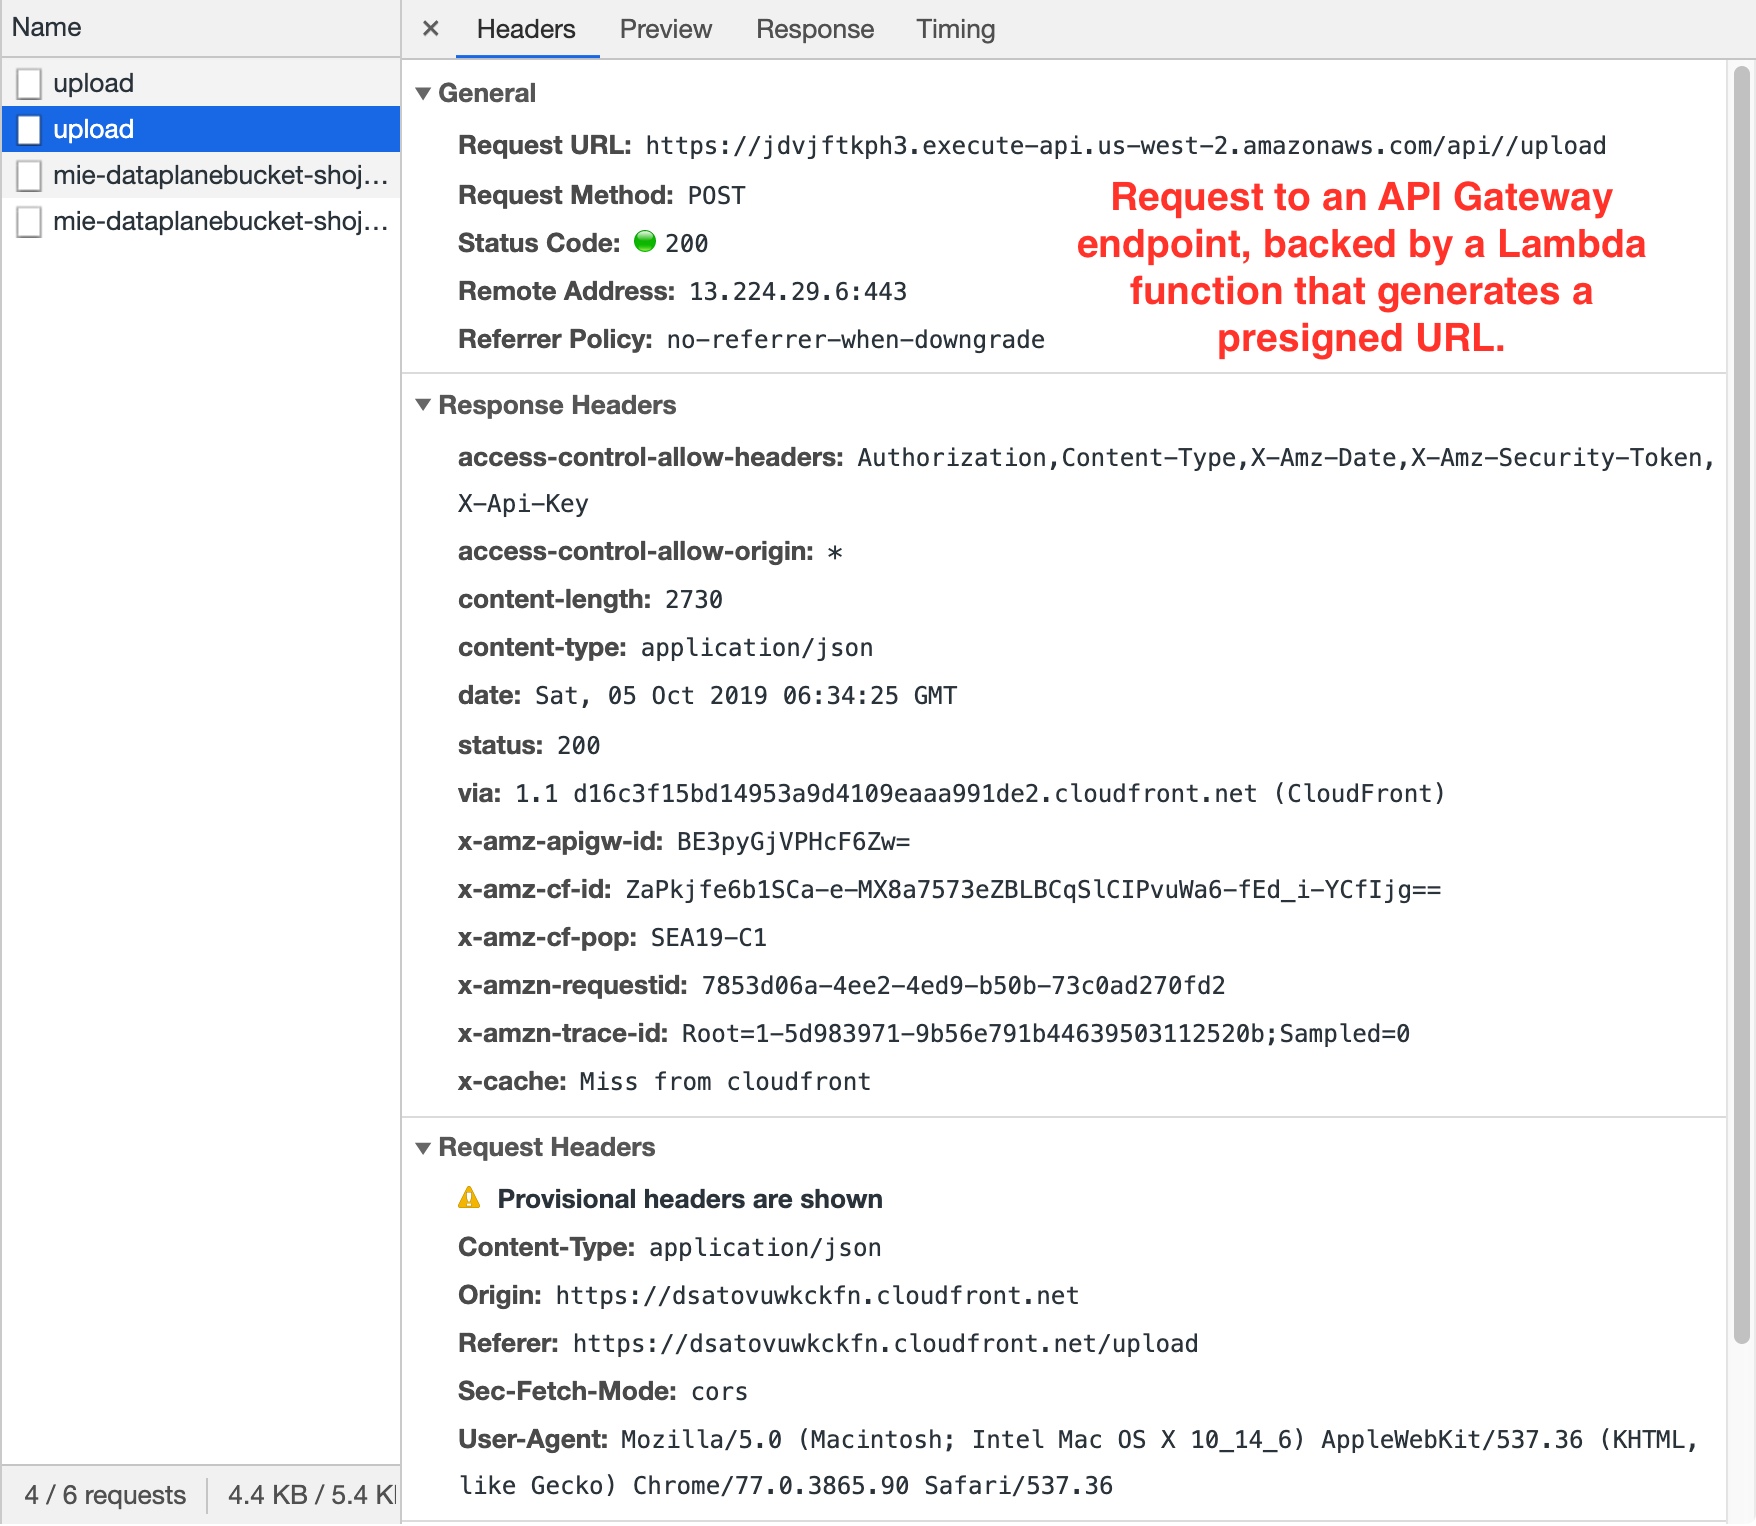 Name
upload
upload
mie-dataplanebucket-shoj...
mie-dataplanebucket-shoj...
4 / 6 requests
4.4 KB / 5.4 K
× Headers Preview Response Timing
General
Request URL: https://jdvjftkph3.execute-api.us-west-2.amazonaws.com/api//upload
Request Method: POST
Status Code: 200
Remote Address: 13.224.29.6:443
Referrer Policy: no-referrer-when-downgrade
Request to an API Gateway
endpoint, backed by a Lambda
function that generates a
presigned URL.
Response Headers
access-control-allow-headers: Authorization,Content-Type,X-Amz-Date,X-Amz-Security-Token,
X-Api-Key
access-control-allow-origin: *
content-length: 2730
content-type: application/json
date: Sat, 05 Oct 2019 06:34:25 GMT
status: 200
via: 1.1 d16c3f15bd14953a9d4109eaaa991de2.cloudfront.net (CloudFront)
x-amz-apigw-id: BE3pyGjVPHcF6Zw=
x-amz-cf-id: ZaPkjfe6b1SCa-e-MX8a7573eZBLBCqSlCIPvuWa6-fEd_i-YCfIjg==
x-amz-cf-pop: SEA19-C1
x-amzn-requestid: 7853d06a-4ee2-4ed9-b50b-73c0ad270fd2
x-amzn-trace-id: Root=1-5d983971-9b56e791b44639503112520b;Sampled=0
x-cache: Miss from cloudfront
Request Headers
Provisional headers are shown
Content-Type: application/json
Origin: https://dsatovuwkckfn.cloudfront.net
Referer: https://dsatovuwkckfn.cloudfront.net/upload
Sec-Fetch-Mode: cors
User-Agent: Mozilla/5.0 (Macintosh; Intel Mac OS X 10_14_6) AppleWebKit/537.36 (KHTML,
like Gecko) Chrome/77.0.3865.90 Safari/537.36